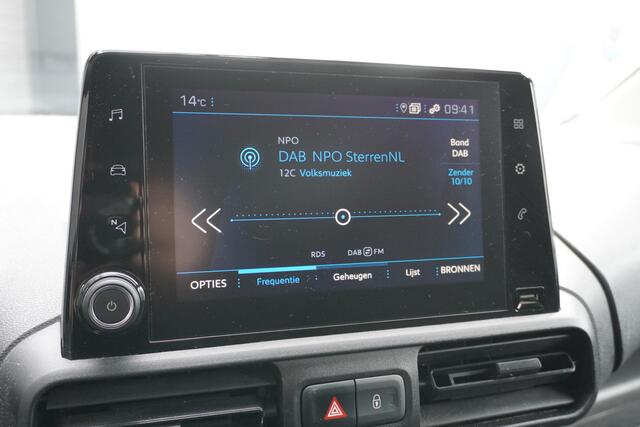 14°C
09:41
NPO
DAB NPO SterrenNL
12C Volksmuziek
Band
DAB
Zender
10/10
N
RDS
DAB FM
OPTIES
Frequentie
Geheugen
Lijst
BRONNEN